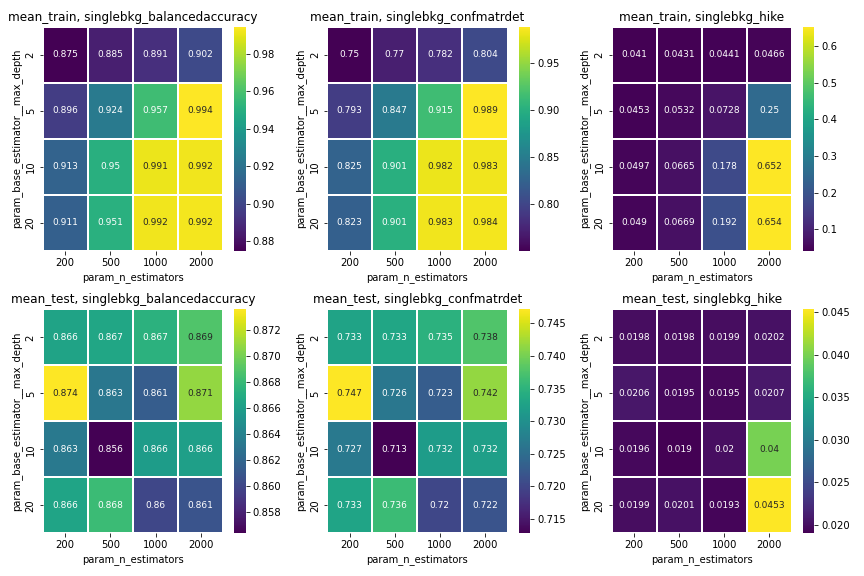 mean_train, singlebkg_balancedaccuracy
param_base_estimator__max_depth
2 0.875 0.885 0.891 0.902
5 0.896 0.924 0.957 0.994
10 0.913 0.95 0.991 0.992
20 0.911 0.951 0.992 0.992
200 500 1000 2000
param_n_estimators
0.98
0.96
0.94
0.92
0.90
0.88
mean_train, singlebkg_confmatrdet
param_base_estimator__max_depth
2 0.75 0.77 0.782 0.804
5 0.793 0.847 0.915 0.989
10 0.825 0.901 0.982 0.983
20 0.823 0.901 0.983 0.984
200 500 1000 2000
param_n_estimators
0.95
0.90
0.85
0.80
mean_train, singlebkg_hike
param_base_estimator__max_depth
2 0.041 0.0431 0.0441 0.0466
5 0.0453 0.0532 0.0728 0.25
10 0.0497 0.0665 0.178 0.652
20 0.049 0.0669 0.192 0.654
200 500 1000 2000
param_n_estimators
0.6
0.5
0.4
0.3
0.2
0.1
mean_test, singlebkg_balancedaccuracy
param_base_estimator__max_depth
2 0.866 0.867 0.867 0.869
5 0.874 0.863 0.861 0.871
10 0.863 0.856 0.866 0.866
20 0.866 0.868 0.86 0.861
200 500 1000 2000
param_n_estimators
0.872
0.870
0.868
0.866
0.864
0.862
0.860
0.858
mean_test, singlebkg_confmatrdet
param_base_estimator__max_depth
2 0.733 0.733 0.735 0.738
5 0.747 0.726 0.723 0.742
10 0.727 0.713 0.732 0.732
20 0.733 0.736 0.72 0.722
200 500 1000 2000
param_n_estimators
0.745
0.740
0.735
0.730
0.725
0.720
0.715
mean_test, singlebkg_hike
param_base_estimator__max_depth
2 0.0198 0.0198 0.0199 0.0202
5 0.0206 0.0195 0.0195 0.0207
10 0.0196 0.019 0.02 0.04
20 0.0199 0.0201 0.0193 0.0453
200 500 1000 2000
param_n_estimators
0.045
0.040
0.035
0.030
0.025
0.020